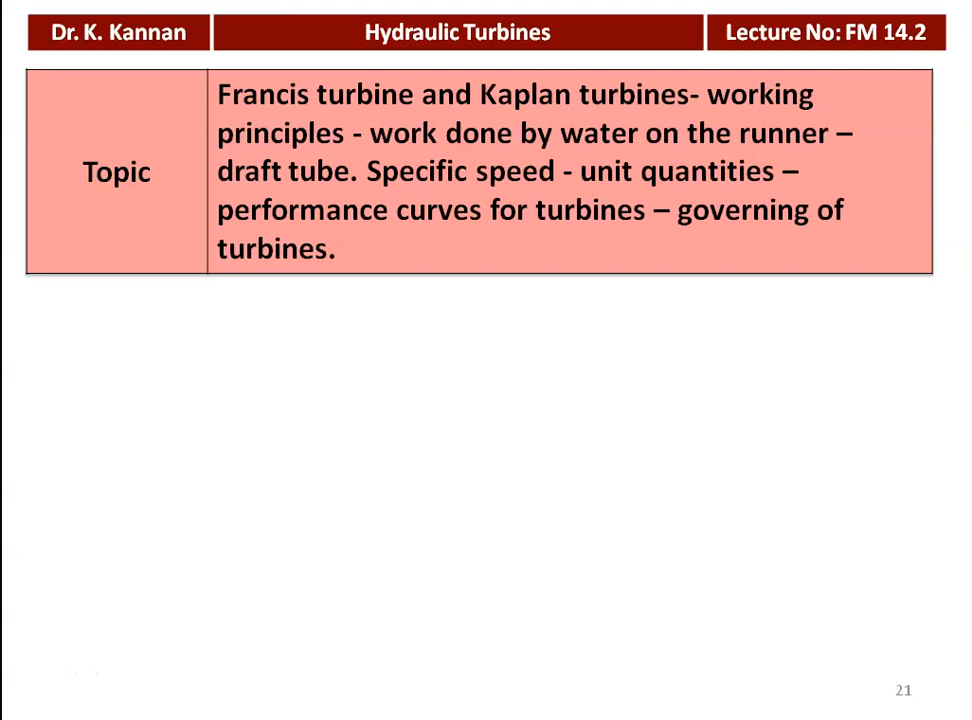 Dr. K. Kannan
Hydraulic Turbines
Lecture No: FM 14.2
Topic
Francis turbine and Kaplan turbines- working
principles - work done by water on the runner –
draft tube. Specific speed - unit quantities –
performance curves for turbines – governing of
turbines.
21